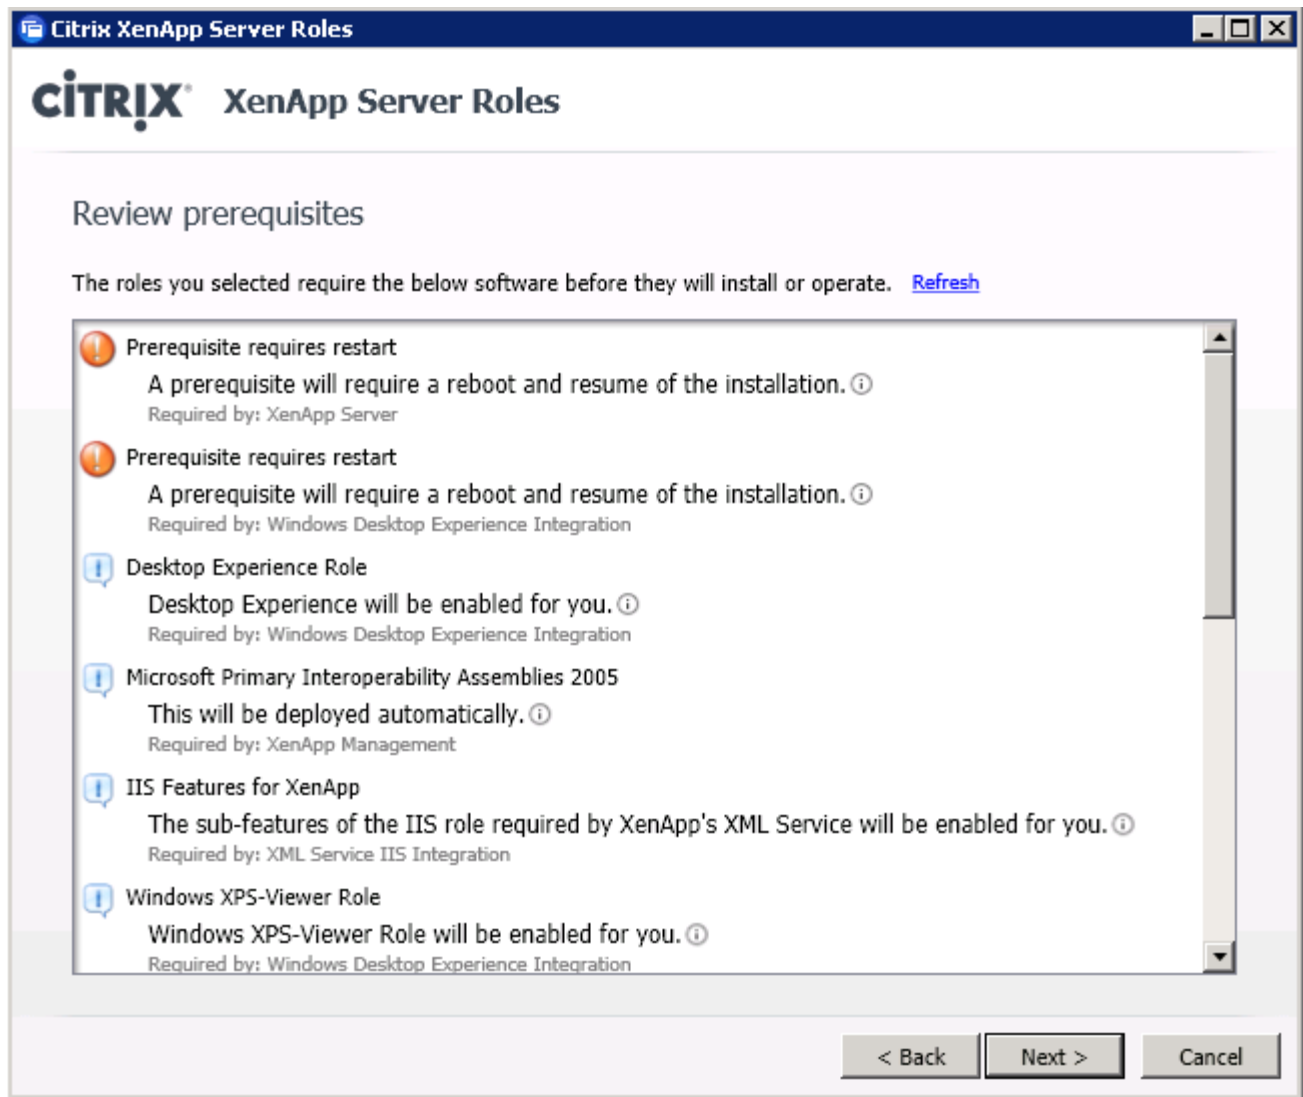 Citrix XenApp Server Roles
CİTRIX® XenApp Server Roles
Review prerequisites
The roles you selected require the below software before they will install or operate. Refresh
Prerequisite requires restart
A prerequisite will require a reboot and resume of the installation.
Required by: XenApp Server
Prerequisite requires restart
A prerequisite will require a reboot and resume of the installation.
Required by: Windows Desktop Experience Integration
Desktop Experience Role
Desktop Experience will be enabled for you.
Required by: Windows Desktop Experience Integration
Microsoft Primary Interoperability Assemblies 2005
This will be deployed automatically.
Required by: XenApp Management
IIS Features for XenApp
The sub-features of the IIS role required by XenApp's XML Service will be enabled for you.
Required by: XML Service IIS Integration
Windows XPS-Viewer Role
Windows XPS-Viewer Role will be enabled for you.
Required by: Windows Desktop Experience Integration
< Back Next > Cancel